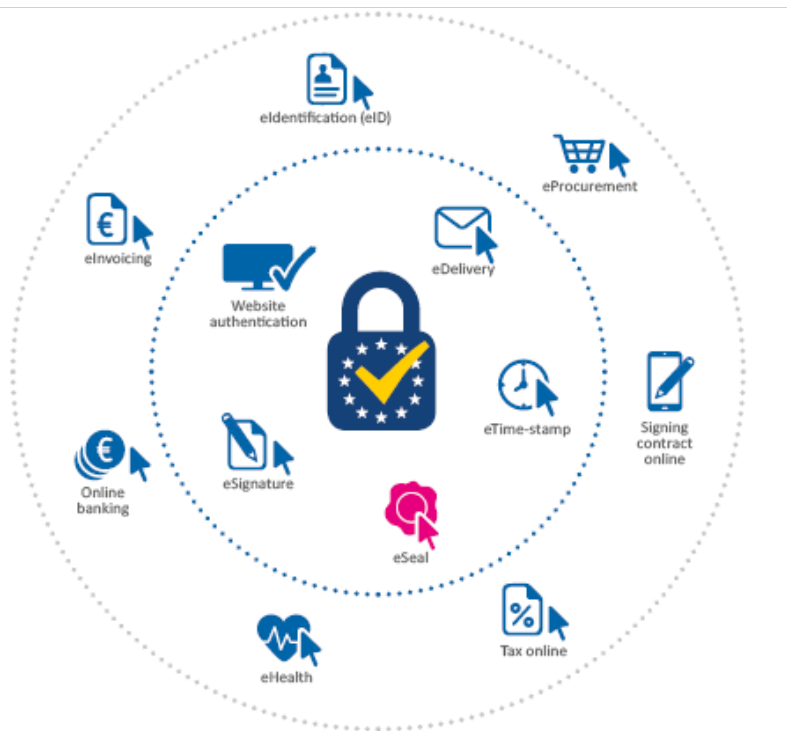 eIdentification (eID)
eProcurement
eInvoicing
eDelivery
Website
authentication
eTime-stamp
Signing
contract
online
eSignature
Online
banking
eSeal
Tax online
eHealth